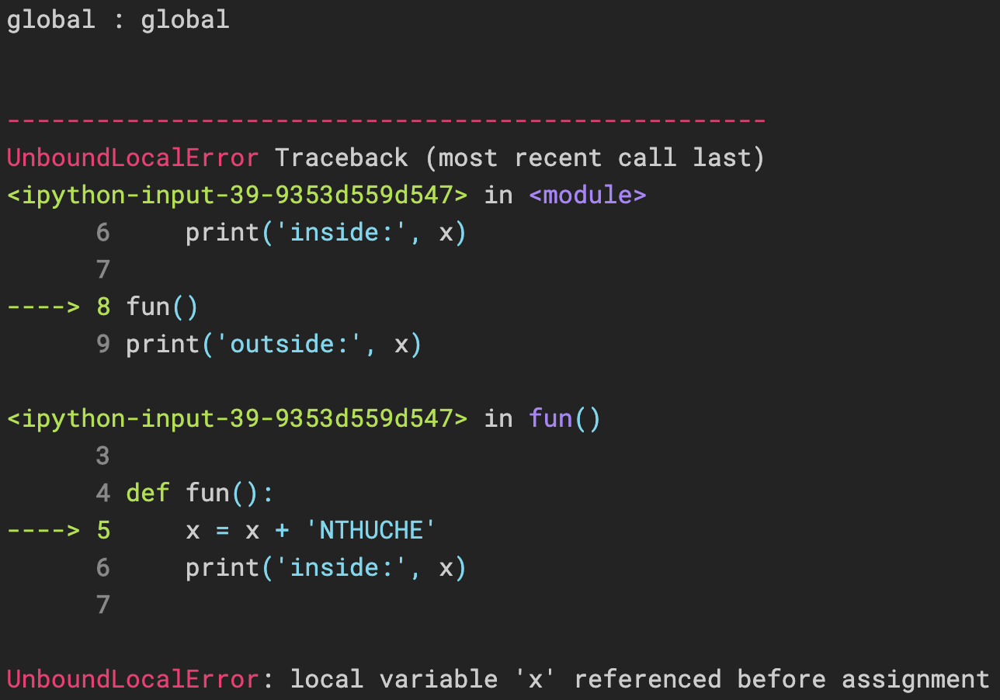 global : global
--------------------------------------------------
UnboundLocalError Traceback (most recent call last)
<ipython-input-39-9353d559d547> in <module>
      6     print('inside:', x)
      7
----> 8 fun()
      9 print('outside:', x)
<ipython-input-39-9353d559d547> in fun()
      3
      4 def fun():
----> 5     x = x + 'NTHUCHE'
      6     print('inside:', x)
      7
UnboundLocalError: local variable 'x' referenced before assignment